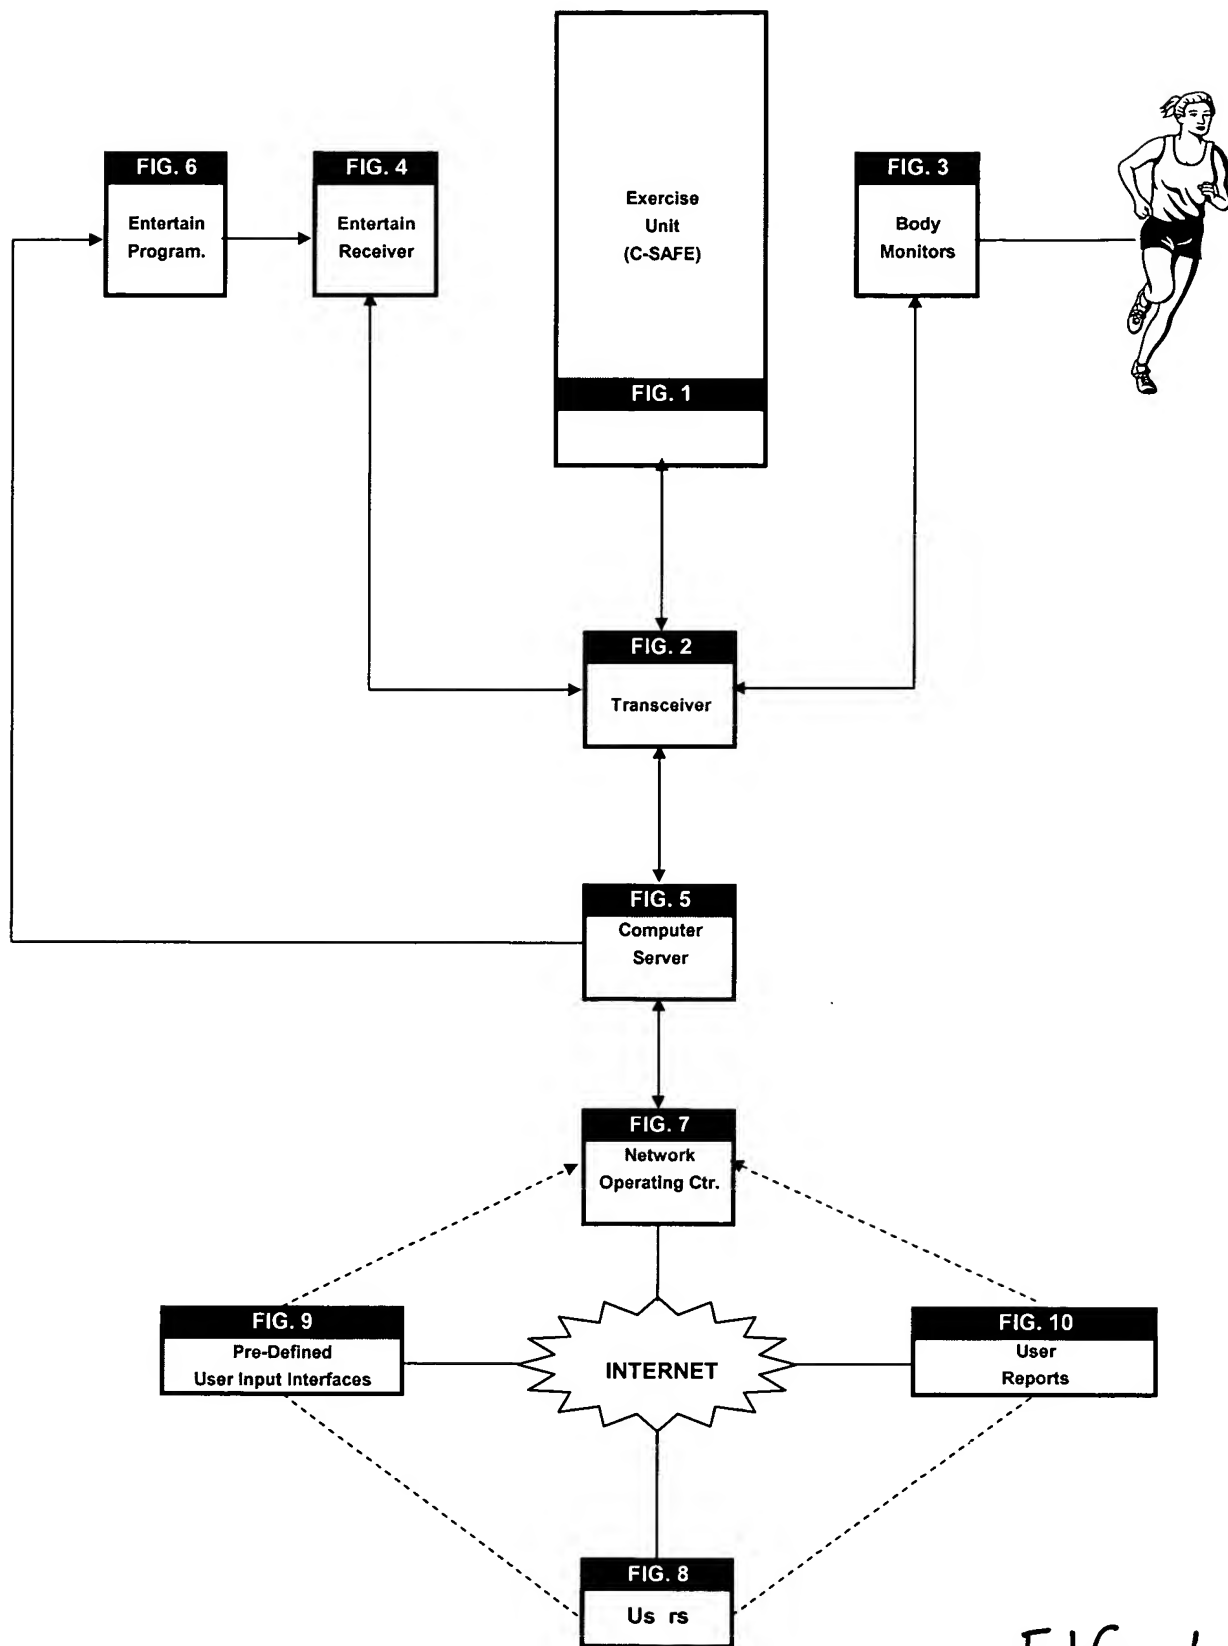 FIG. 6
Entertain
Program.
FIG. 4
Entertain
Receiver
Exercise
Unit
(C-SAFE)
FIG. 1
FIG. 3
Body
Monitors
FIG. 2
Transceiver
FIG. 5
Computer
Server
FIG. 7
Network
Operating Ctr.
FIG. 9
Pre-Defined
User Input Interfaces
INTERNET
FIG. 10
User
Reports
FIG. 8
Us rs